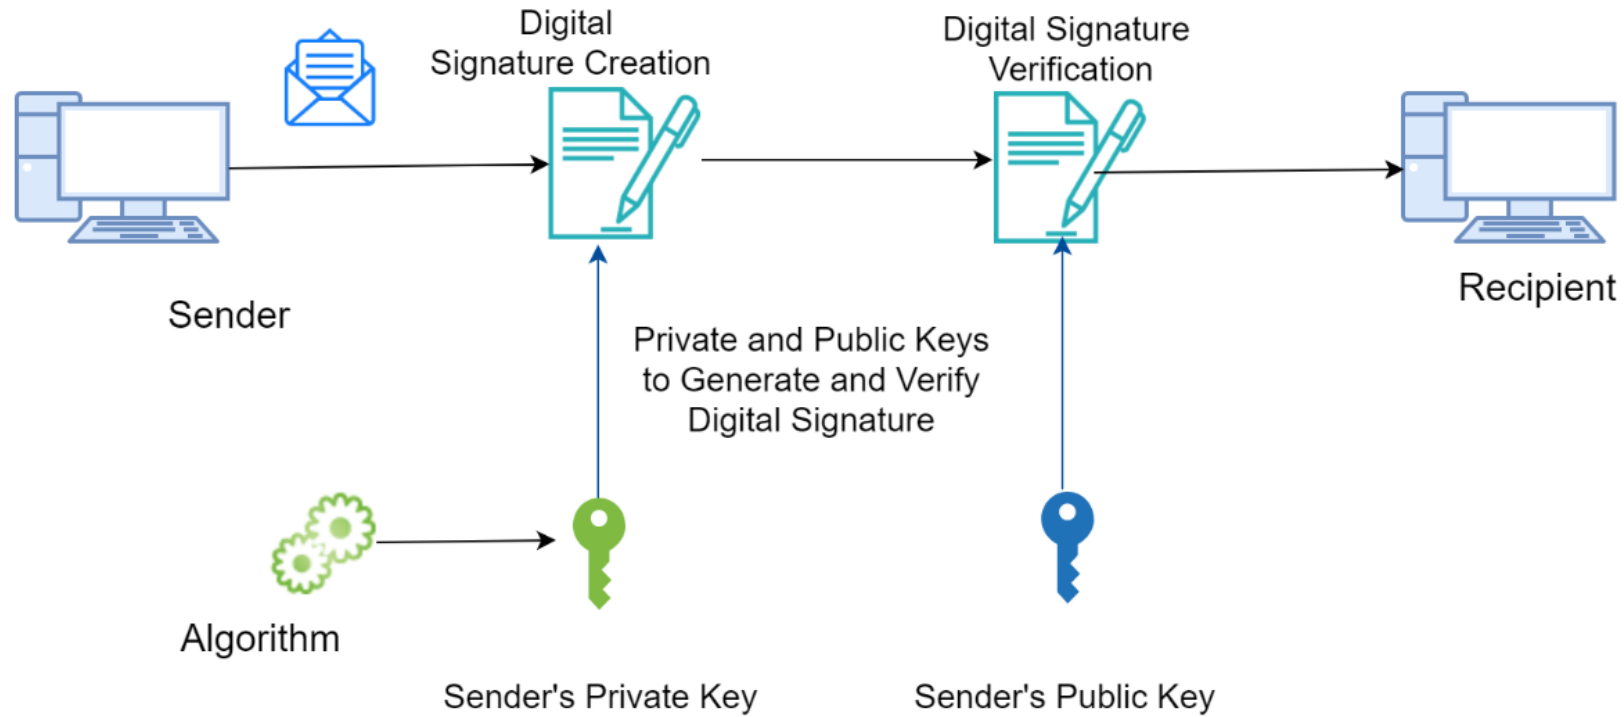 Digital
Signature Creation
Digital Signature
Verification
Sender
Recipient
Private and Public Keys
to Generate and Verify
Digital Signature
Algorithm
Sender's Private Key
Sender's Public Key